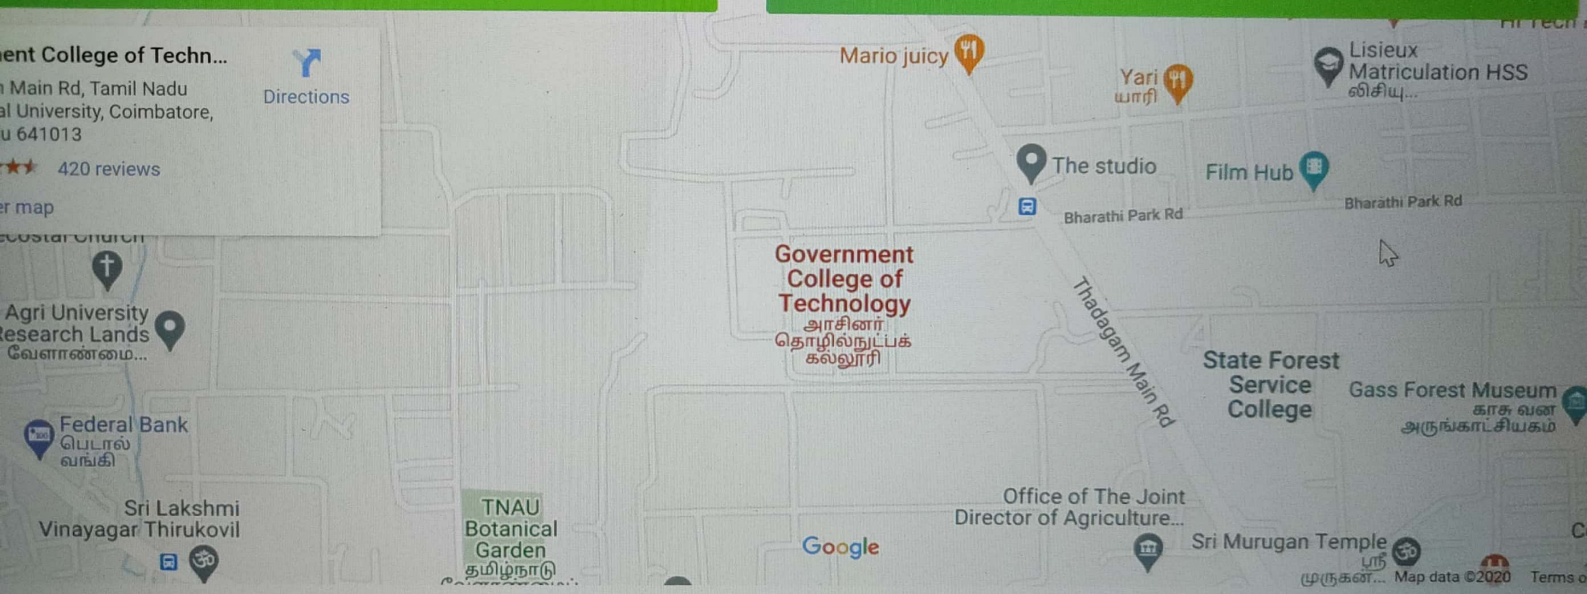 ent College of Techn...
Main Rd, Tamil Nadu
al University, Coimbatore,
u 641013
420 reviews
er map
Directions
Mario juicy
Yari
யாரி
Lisieux
Matriculation HSS
லிசியு...
The studio
Film Hub
Bharathi Park Rd
Bharathi Park Rd
Government
College of
Technology
அரசினர்
தொழில்நுட்பக்
கல்லூரி
Thadagam Main Rd
Agri University
Research Lands
வேளாண்மை...
State Forest
Service
College
Gass Forest Museum
காசு வன
அருங்காட்சியகம்
Federal Bank
பெடரல்
வங்கி
Sri Lakshmi
Vinayagar Thirukovil
TNAU
Botanical
Garden
தமிழ்நாடு
Google
Office of The Joint
Director of Agriculture...
Sri Murugan Temple
ஸ்ரீ
முருகன்...
Map data ©2020
Terms o